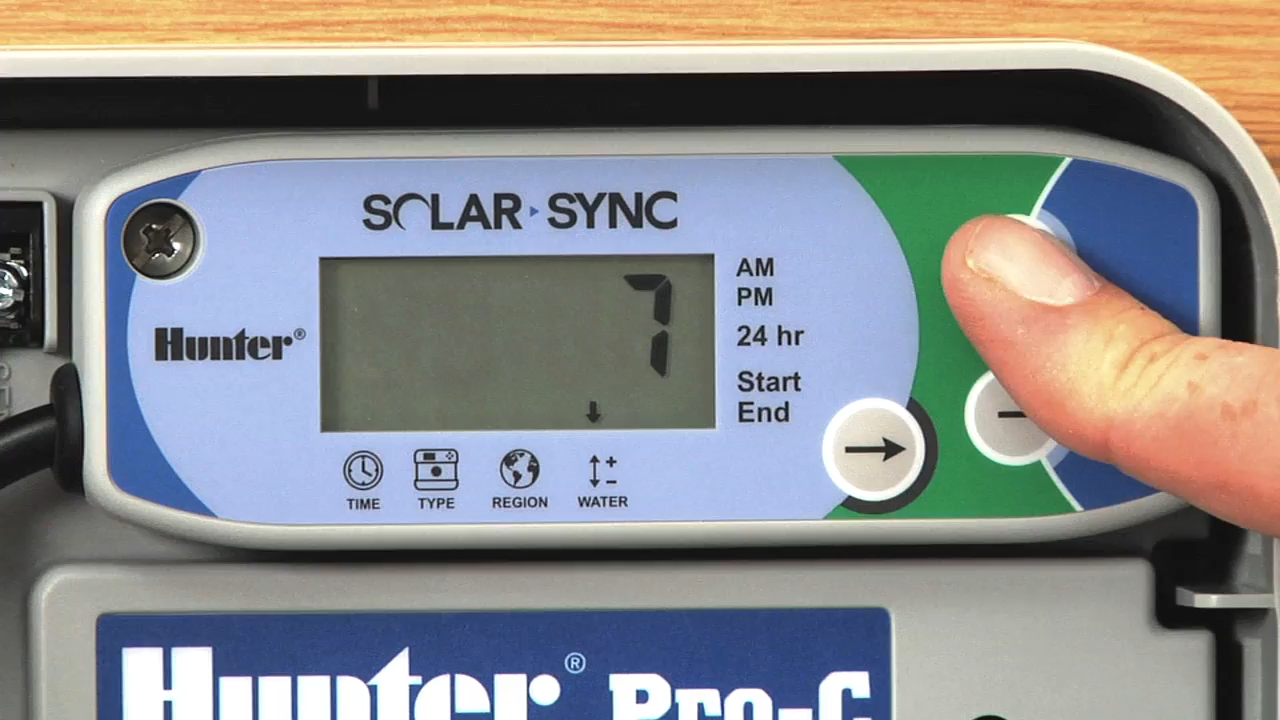 SOLAR SYNC
7
AM
PM
24 hr
Start
End
Hunter®
TIME TYPE REGION WATER
Hunter® Pro-C